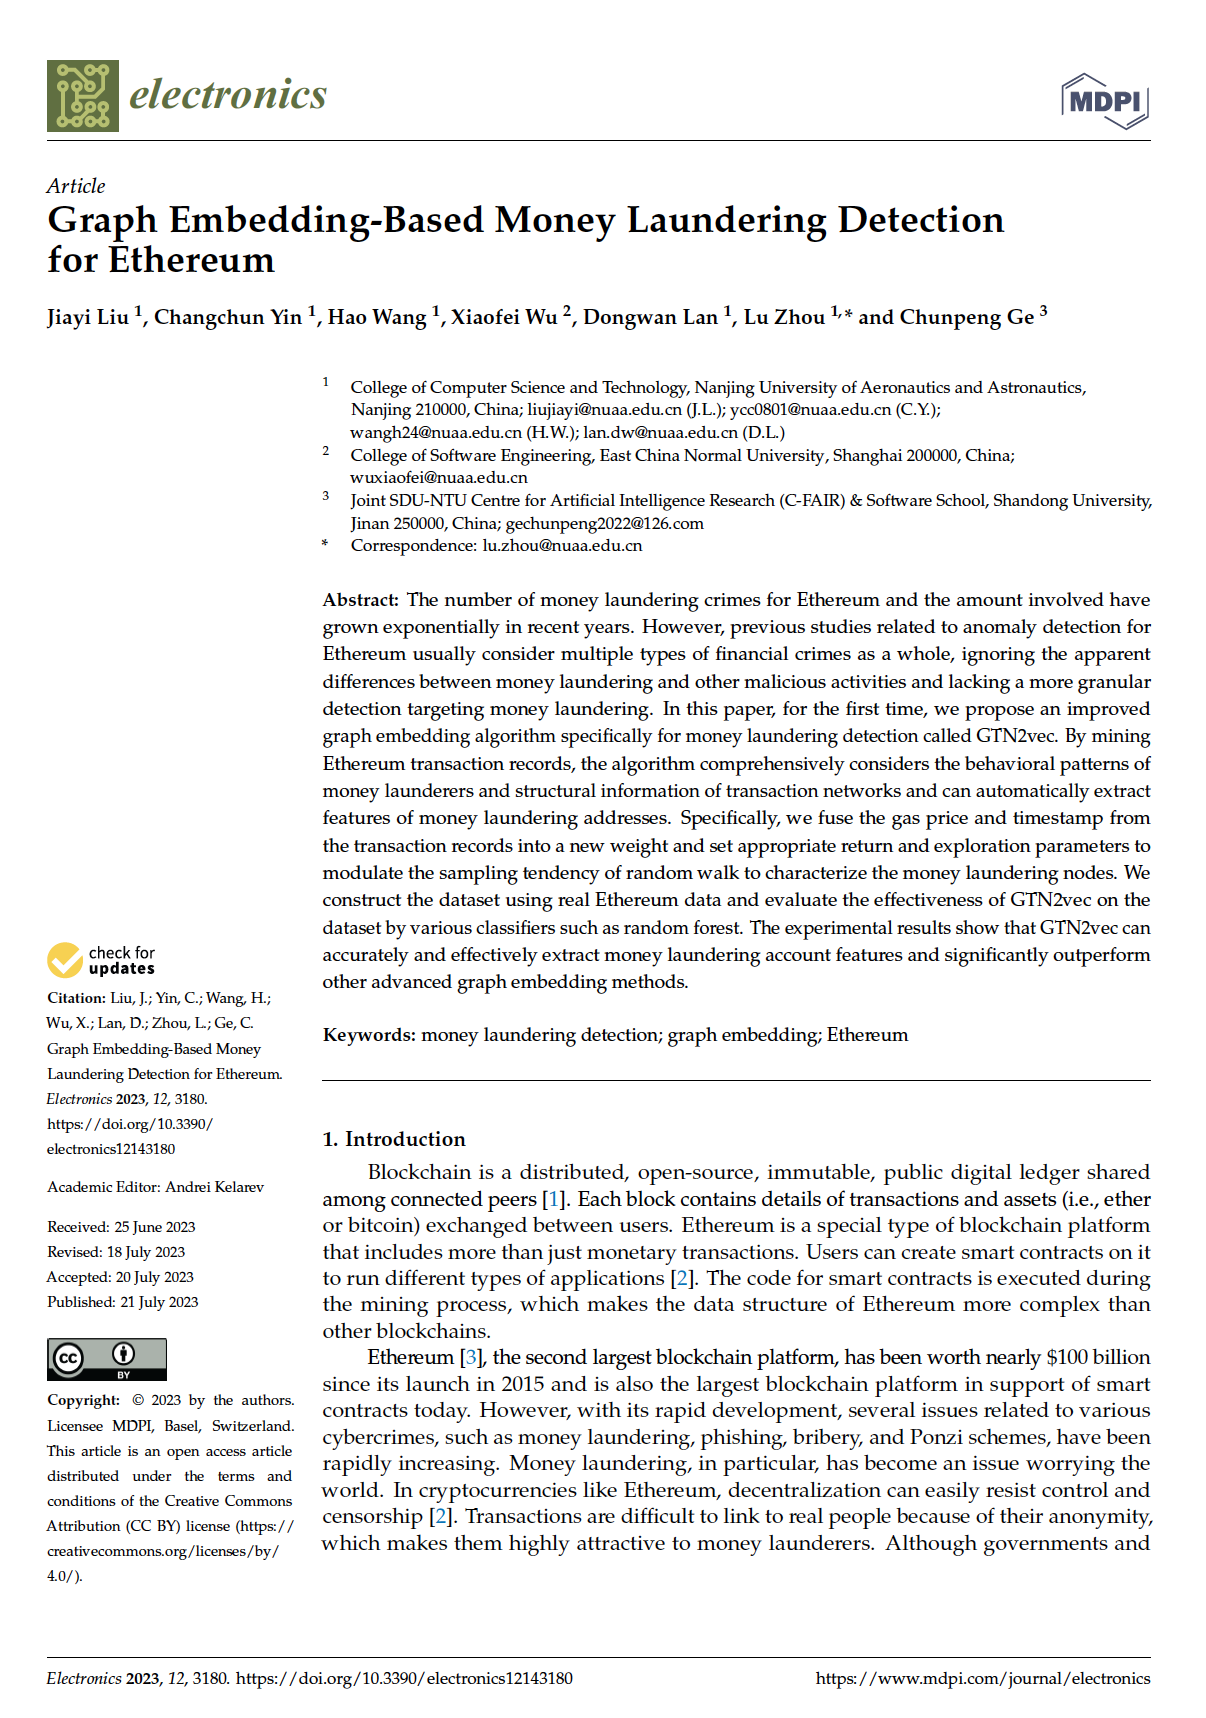 electronics
MDPI
Article
Graph Embedding-Based Money Laundering Detection
for Ethereum
Jiayi Liu 1, Changchun Yin 1, Hao Wang 1, Xiaofei Wu 2, Dongwan Lan 1, Lu Zhou 1,* and Chunpeng Ge 3
1 College of Computer Science and Technology, Nanjing University of Aeronautics and Astronautics,
Nanjing 210000, China; liujiayi@nuaa.edu.cn (J.L.); ycc0801@nuaa.edu.cn (C.Y.);
wangh24@nuaa.edu.cn (H.W.); lan.dw@nuaa.edu.cn (D.L.)
2 College of Software Engineering, East China Normal University, Shanghai 200000, China;
wuxiaofei@nuaa.edu.cn
3 Joint SDU-NTU Centre for Artificial Intelligence Research (C-FAIR) & Software School, Shandong University,
Jinan 250000, China; gechunpeng2022@126.com
* Correspondence: lu.zhou@nuaa.edu.cn
Abstract: The number of money laundering crimes for Ethereum and the amount involved have
grown exponentially in recent years. However, previous studies related to anomaly detection for
Ethereum usually consider multiple types of financial crimes as a whole, ignoring the apparent
differences between money laundering and other malicious activities and lacking a more granular
detection targeting money laundering. In this paper, for the first time, we propose an improved
graph embedding algorithm specifically for money laundering detection called GTN2vec. By mining
Ethereum transaction records, the algorithm comprehensively considers the behavioral patterns of
money launderers and structural information of transaction networks and can automatically extract
features of money laundering addresses. Specifically, we fuse the gas price and timestamp from
the transaction records into a new weight and set appropriate return and exploration parameters to
modulate the sampling tendency of random walk to characterize the money laundering nodes. We
construct the dataset using real Ethereum data and evaluate the effectiveness of GTN2vec on the
dataset by various classifiers such as random forest. The experimental results show that GTN2vec can
accurately and effectively extract money laundering account features and significantly outperform
other advanced graph embedding methods.
Keywords: money laundering detection; graph embedding; Ethereum
check for
updates
Citation: Liu, J.; Yin, C.; Wang, H.;
Wu, X.; Lan, D.; Zhou, L.; Ge, C.
Graph Embedding-Based Money
Laundering Detection for Ethereum.
Electronics 2023, 12, 3180.
https://doi.org/10.3390/
electronics12143180
Academic Editor: Andrei Kelarev
Received: 25 June 2023
Revised: 18 July 2023
Accepted: 20 July 2023
Published: 21 July 2023
cc
BY
Copyright: © 2023 by the authors.
Licensee MDPI, Basel, Switzerland.
This article is an open access article
distributed under the terms and
conditions of the Creative Commons
Attribution (CC BY) license (https://
creativecommons.org/licenses/by/
4.0/).
1. Introduction
Blockchain is a distributed, open-source, immutable, public digital ledger shared
among connected peers [1]. Each block contains details of transactions and assets (i.e., ether
or bitcoin) exchanged between users. Ethereum is a special type of blockchain platform
that includes more than just monetary transactions. Users can create smart contracts on it
to run different types of applications [2]. The code for smart contracts is executed during
the mining process, which makes the data structure of Ethereum more complex than
other blockchains.
Ethereum [3], the second largest blockchain platform, has been worth nearly $100 billion
since its launch in 2015 and is also the largest blockchain platform in support of smart
contracts today. However, with its rapid development, several issues related to various
cybercrimes, such as money laundering, phishing, bribery, and Ponzi schemes, have been
rapidly increasing. Money laundering, in particular, has become an issue worrying the
world. In cryptocurrencies like Ethereum, decentralization can easily resist control and
censorship [2]. Transactions are difficult to link to real people because of their anonymity,
which makes them highly attractive to money launderers. Although governments and
Electronics 2023, 12, 3180. https://doi.org/10.3390/electronics12143180
https://www.mdpi.com/journal/electronics